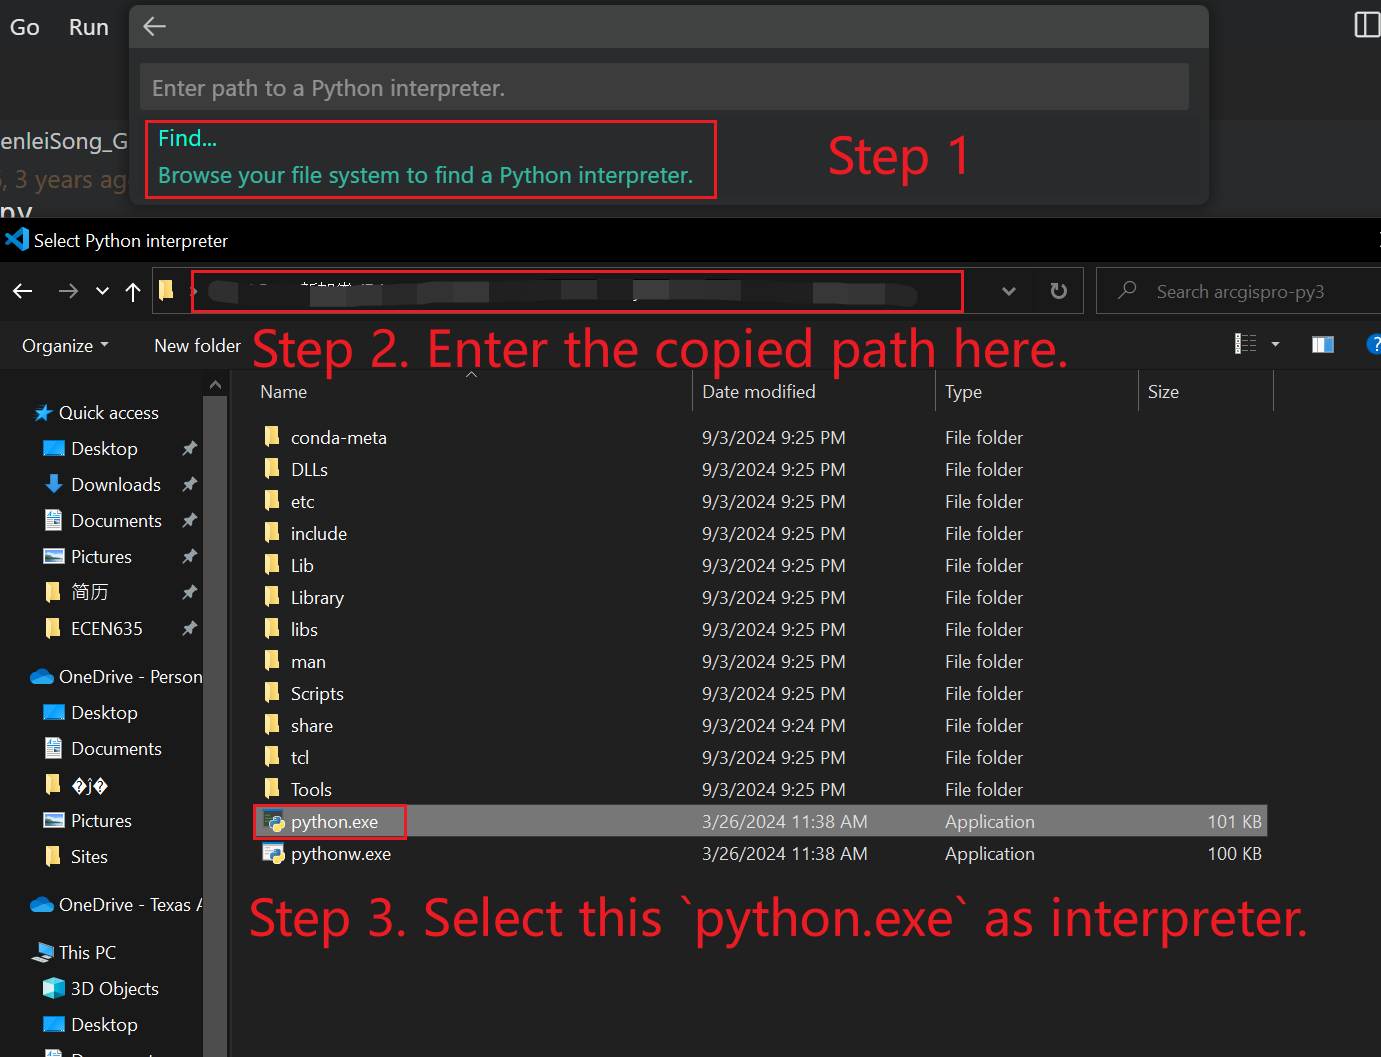 Go Run
Enter path to a Python interpreter.
enleiSong_G
Find...
Step 1
, 3 years ag
Browse your file system to find a Python interpreter.
py
Select Python interpreter
Search arcgispro-py3
Organize New folder
Step 2. Enter the copied path here.
Name Date modified Type Size
Quick access
Desktop
Downloads
Documents
Pictures
简历
ECEN635
OneDrive - Person
Desktop
Documents
�j�
Pictures
Sites
OneDrive - Texas A
This PC
3D Objects
Desktop
conda-meta 9/3/2024 9:25 PM File folder
DLLs 9/3/2024 9:25 PM File folder
etc 9/3/2024 9:25 PM File folder
include 9/3/2024 9:25 PM File folder
Lib 9/3/2024 9:25 PM File folder
Library 9/3/2024 9:25 PM File folder
libs 9/3/2024 9:25 PM File folder
man 9/3/2024 9:25 PM File folder
Scripts 9/3/2024 9:25 PM File folder
share 9/3/2024 9:24 PM File folder
tcl 9/3/2024 9:25 PM File folder
Tools 9/3/2024 9:25 PM File folder
python.exe 3/26/2024 11:38 AM Application 101 KB
pythonw.exe 3/26/2024 11:38 AM Application 100 KB
Step 3. Select this `python.exe` as interpreter.